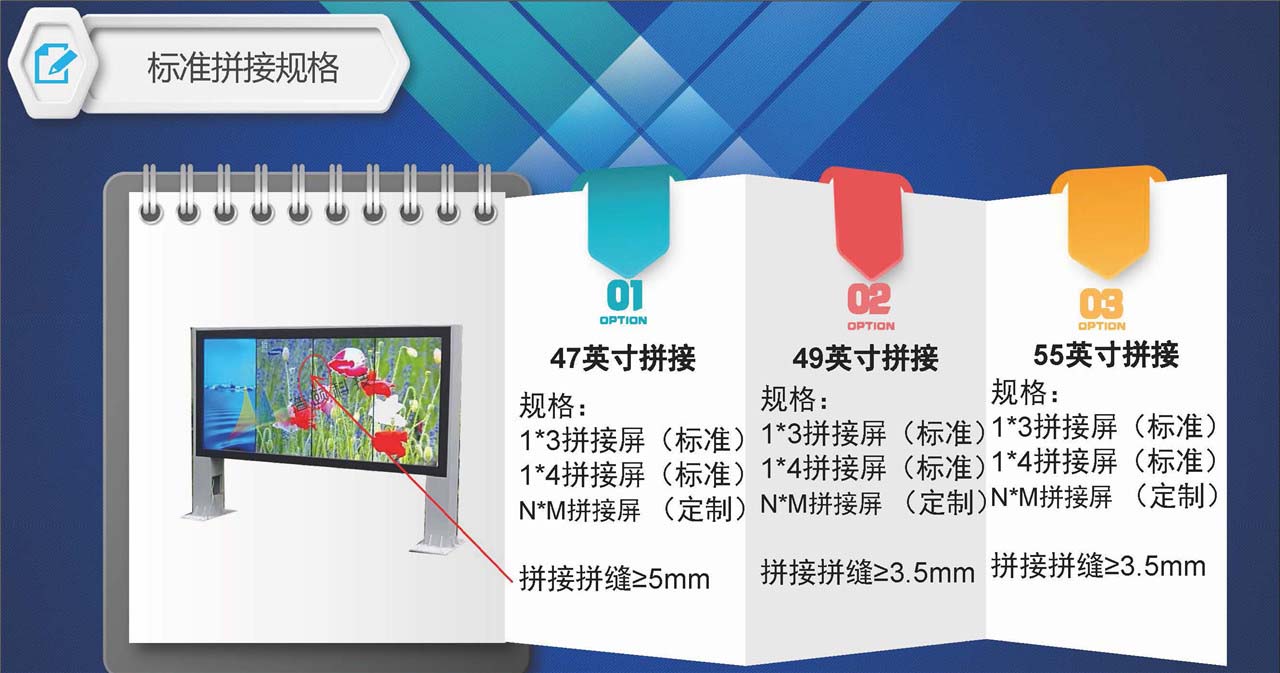 标准拼接规格
01
OPTION
47英寸拼接
规格：
1*3拼接屏（标准）
1*4拼接屏（标准）
N*M拼接屏 （定制）
拼接拼缝≥5mm
02
OPTION
49英寸拼接
规格：
1*3拼接屏（标准）
1*4拼接屏（标准）
N*M拼接屏 （定制）
拼接拼缝≥3.5mm
03
OPTION
55英寸拼接
规格：
1*3拼接屏（标准）
1*4拼接屏（标准）
N*M拼接屏 （定制）
拼接拼缝≥3.5mm